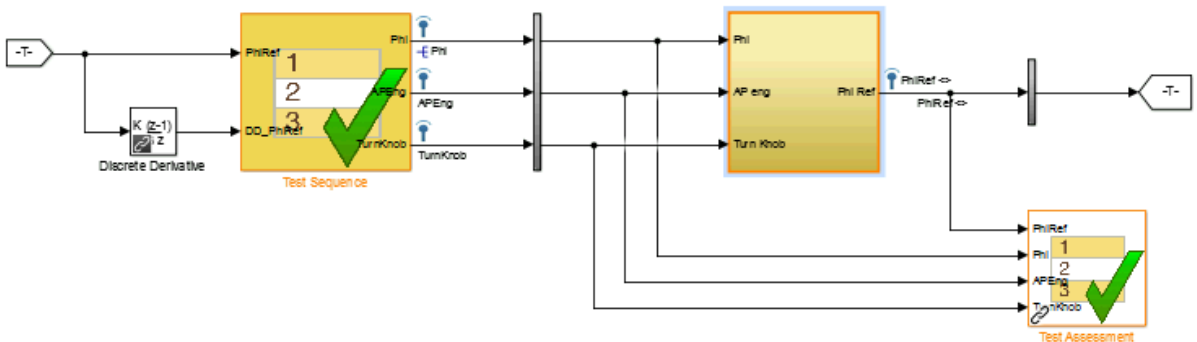 -T-
K (z-1)
s z
Discrete Derivative
PhiRef
DD_PhiRef
1
2
3
Phi
APEng
TurnKnob
Test Sequence
Phi
APEng
TurnKnob
Phi
AP eng
Turn Knob
Phi Ref
PhiRef <>
PhiRef<>
-T-
PhiRef
Phi
APEng
TurnKnob
1
2
3
Test Assessment